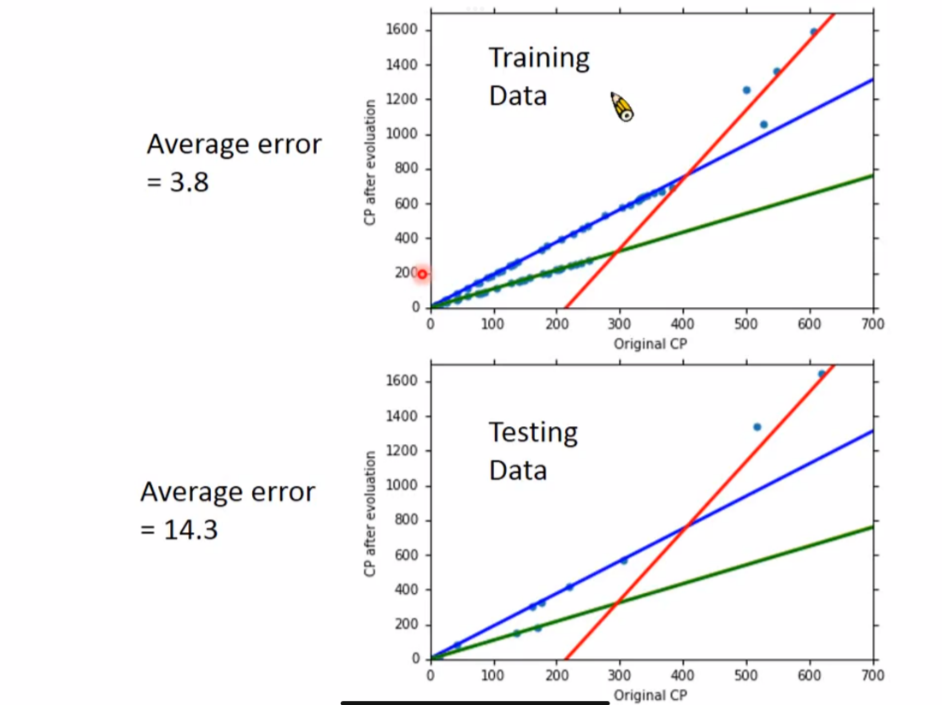 1600
1400
1200
1000
800
600
400
200
0
CP after evoluation
Training
Data
Average error
= 3.8
0 100 200 300 400 500 600 700
Original CP
1600
1400
1200
1000
800
600
400
200
0
CP after evoluation
Testing
Data
Average error
= 14.3
0 100 200 300 400 500 600 700
Original CP